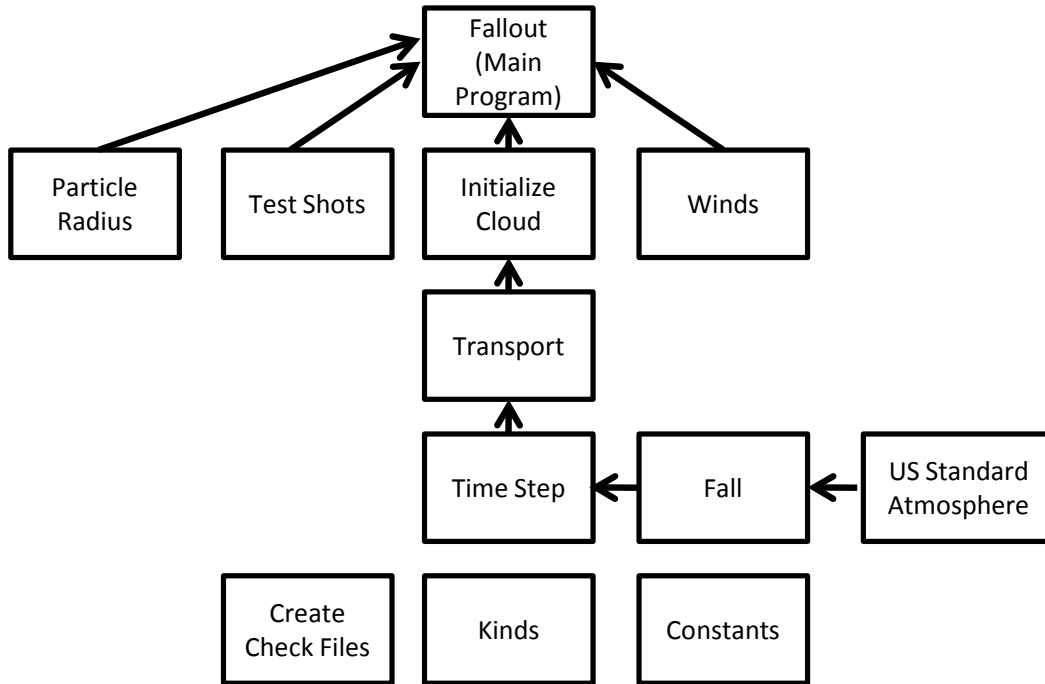 Fallout
(Main
Program)
Particle
Radius
Test Shots
Initialize
Cloud
Winds
Transport
Time Step
Fall
US Standard
Atmosphere
Create
Check Files
Kinds
Constants